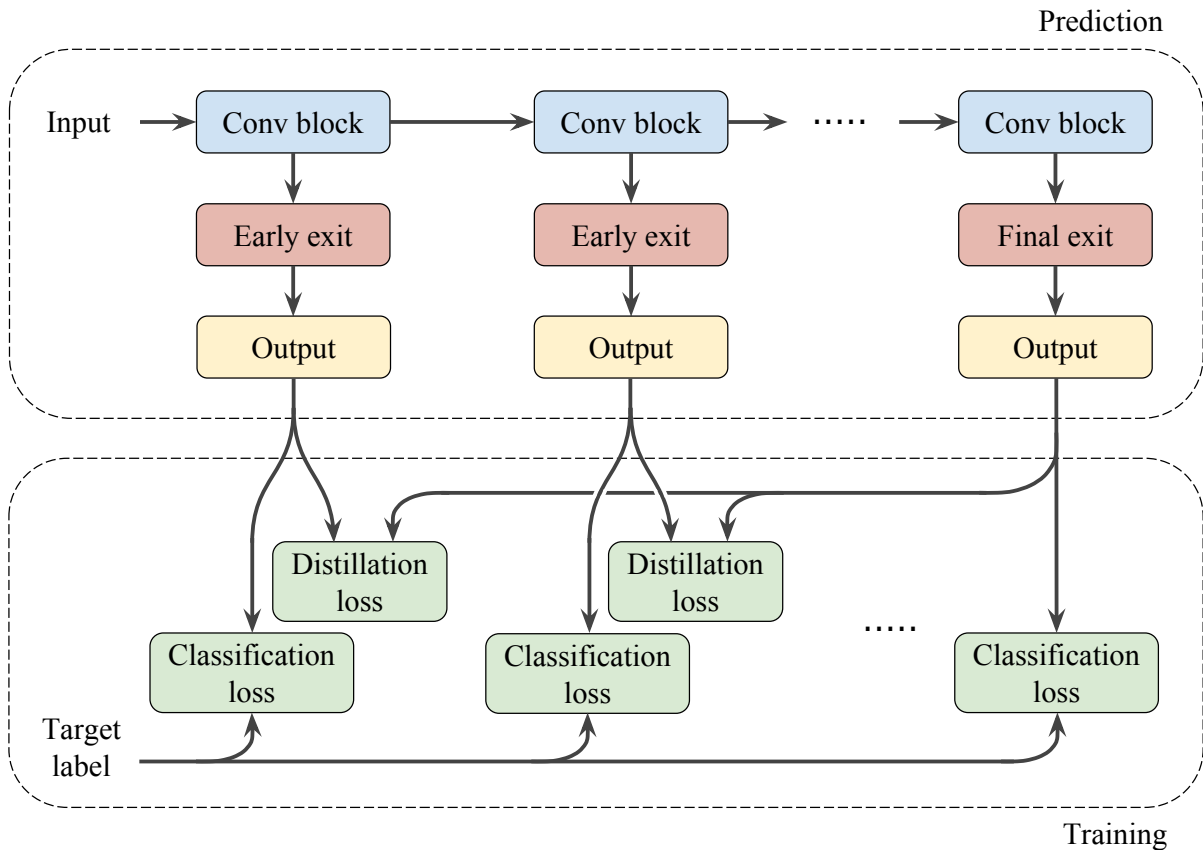 Prediction
Input
Conv block
Conv block
.....
Conv block
Early exit
Early exit
Final exit
Output
Output
Output
Distillation
loss
Distillation
loss
.....
Classification
loss
Classification
loss
Classification
loss
Target
label
Training